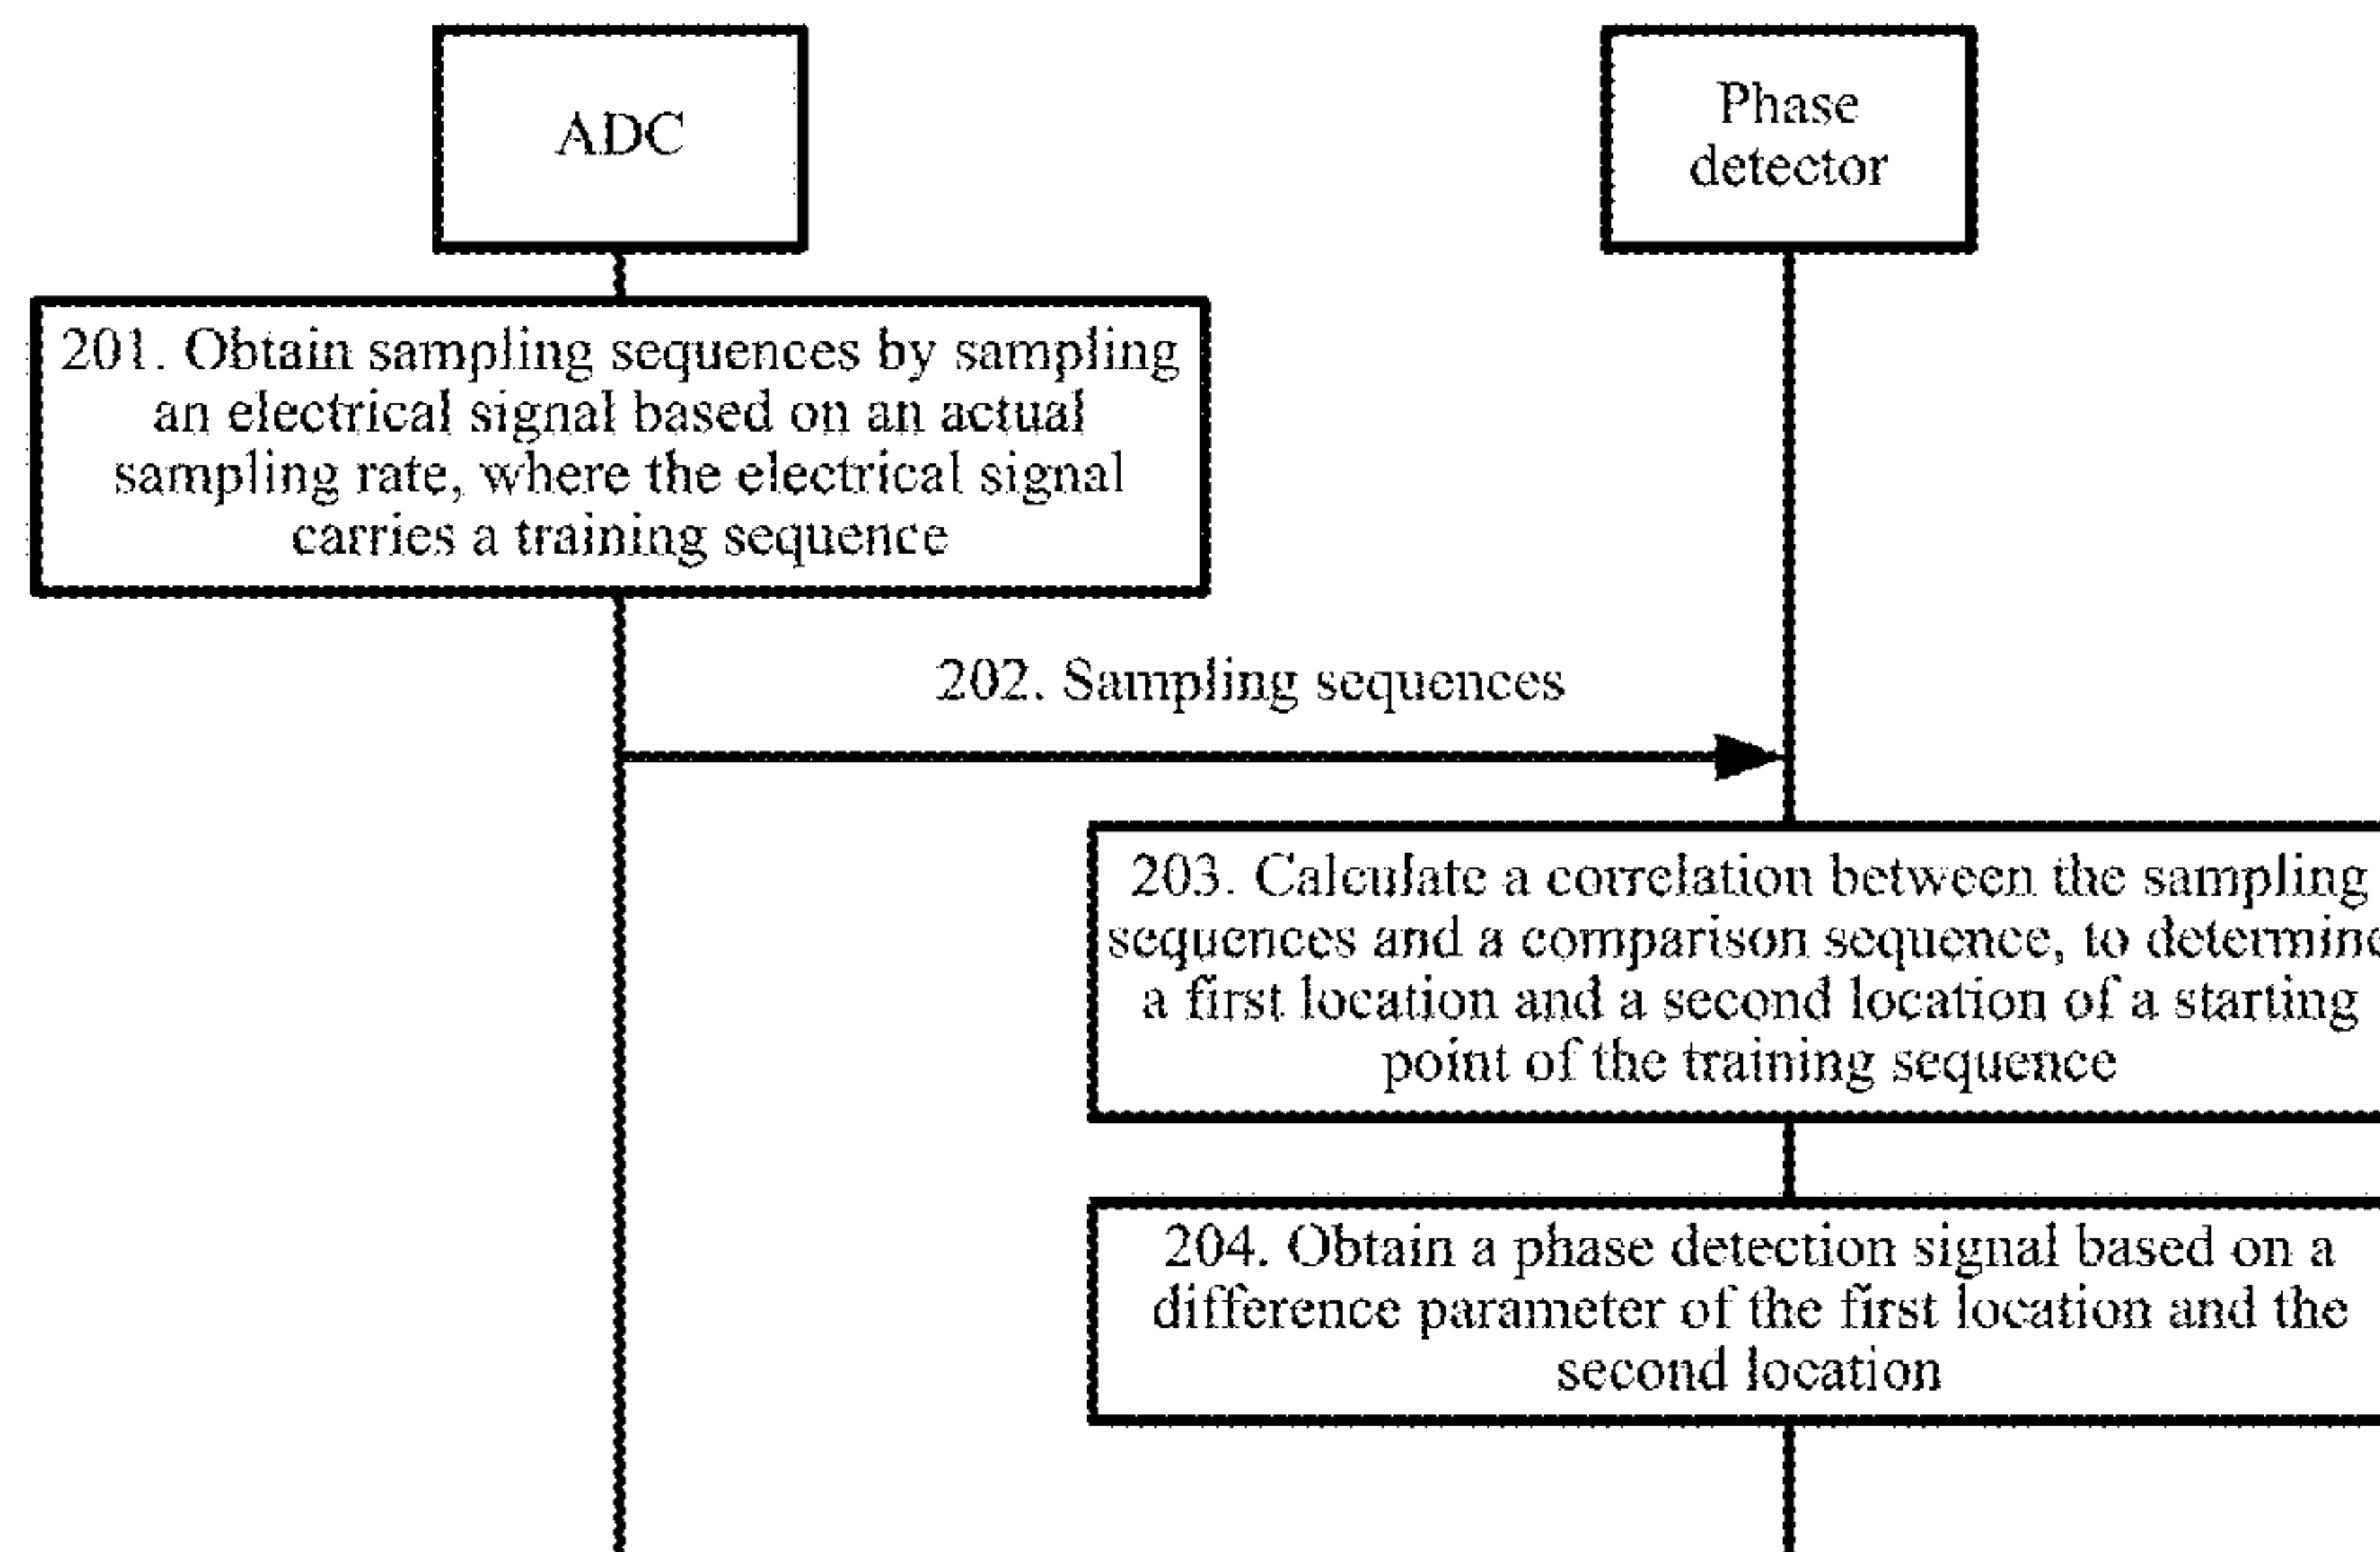 ADC
Phase
detector
201. Obtain sampling sequences by sampling
an electrical signal based on an actual
sampling rate, where the electrical signal
carries a training sequence
202. Sampling sequences
203. Calculate a correlation between the sampling
sequences and a comparison sequence, to determine
a first location and a second location of a starting
point of the training sequence
204. Obtain a phase detection signal based on a
difference parameter of the first location and the
second location